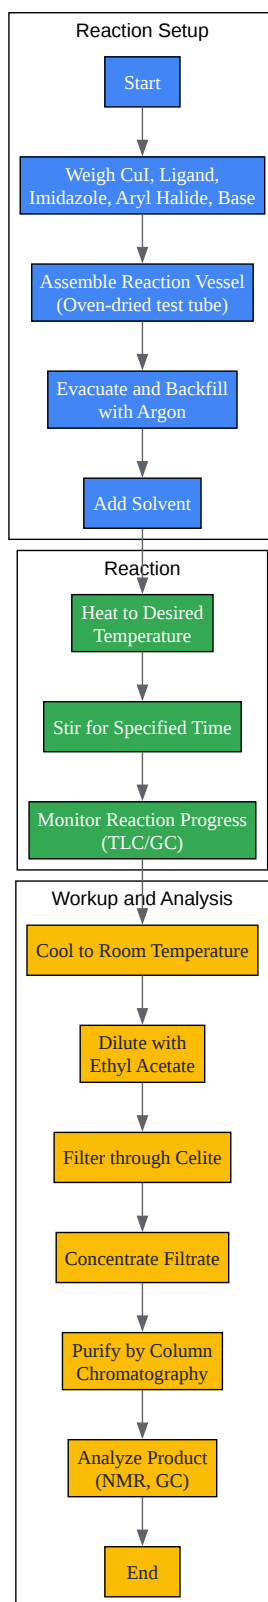 Reaction Setup
Start
Weigh CuI, Ligand,
Imidazole, Aryl Halide, Base
Assemble Reaction Vessel
(Oven-dried test tube)
Evacuate and Backfill
with Argon
Add Solvent
Reaction
Heat to Desired
Temperature
Stir for Specified Time
Monitor Reaction Progress
(TLC/GC)
Workup and Analysis
Cool to Room Temperature
Dilute with
Ethyl Acetate
Filter through Celite
Concentrate Filtrate
Purify by Column
Chromatography
Analyze Product
(NMR, GC)
End